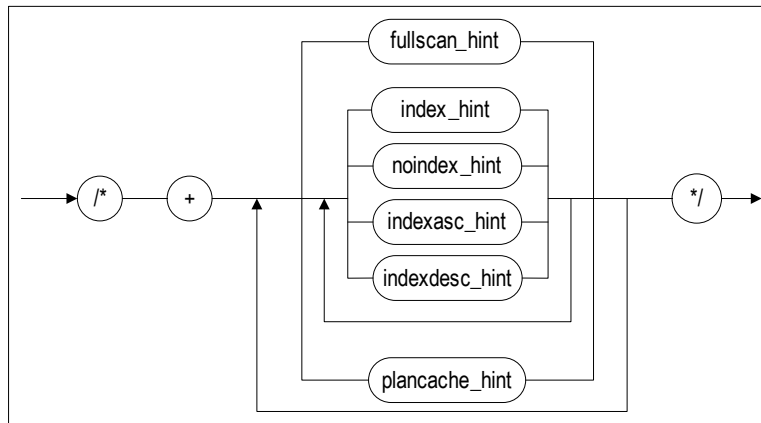 fullscan_hint
index_hint
noindex_hint
/*
+
*/
indexasc_hint
indexdesc_hint
plancache_hint